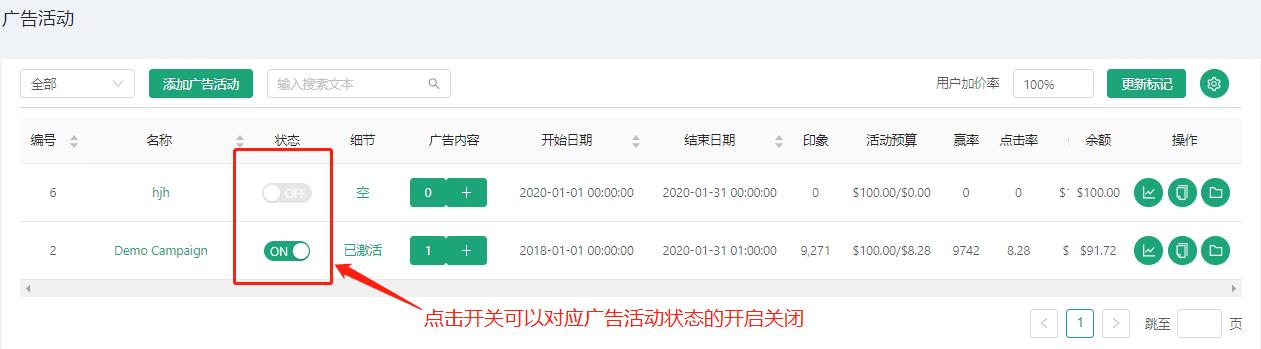 广告活动
全部 添加广告活动 输入搜索文本 用户加价率 100% 更新标记
编号 名称 状态 细节 广告内容 开始日期 结束日期 印象 活动预算 赢率 点击率 余额 操作
6 hjh OFF 空 0 + 2020-01-01 00:00:00 2020-01-31 00:00:00 0 $100.00/$0.00 0 0 $ $100.00
2 Demo Campaign ON 已激活 1 + 2018-01-01 00:00:00 2020-01-31 01:00:00 9,271 $100.00/$8.28 9742 8.28 $ $91.72
点击开关可以对应广告活动状态的开启关闭
< 1 > 跳至 页